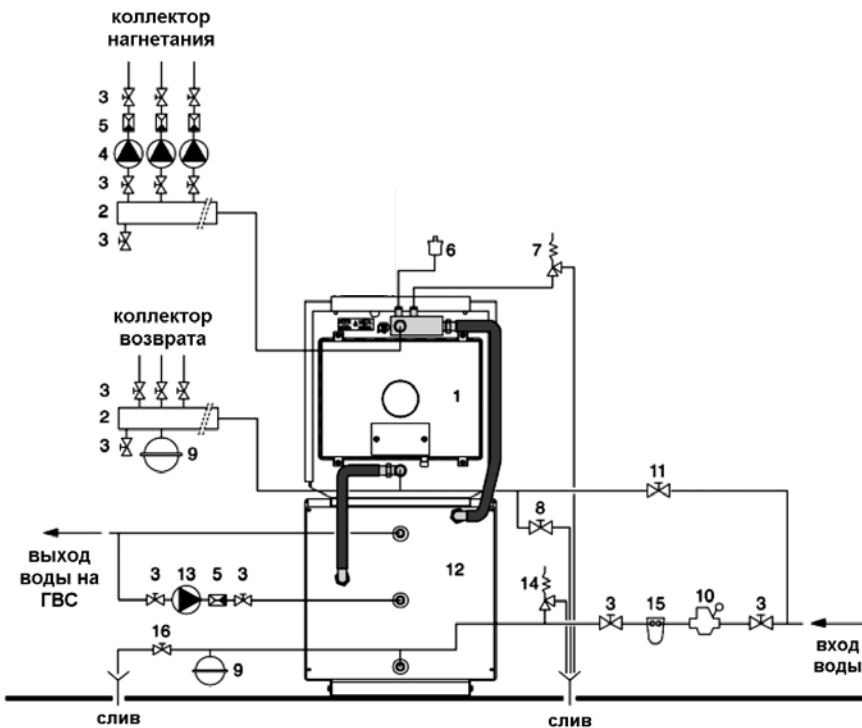 коллектор
нагнетания
3
5
4
3
2
3
6
7
коллектор
возврата
3
2
3
9
1
11
8
выход
воды на
ГВС
3 13 5 3
12
14
3 15 10 3
16
9
вход
воды
слив
слив